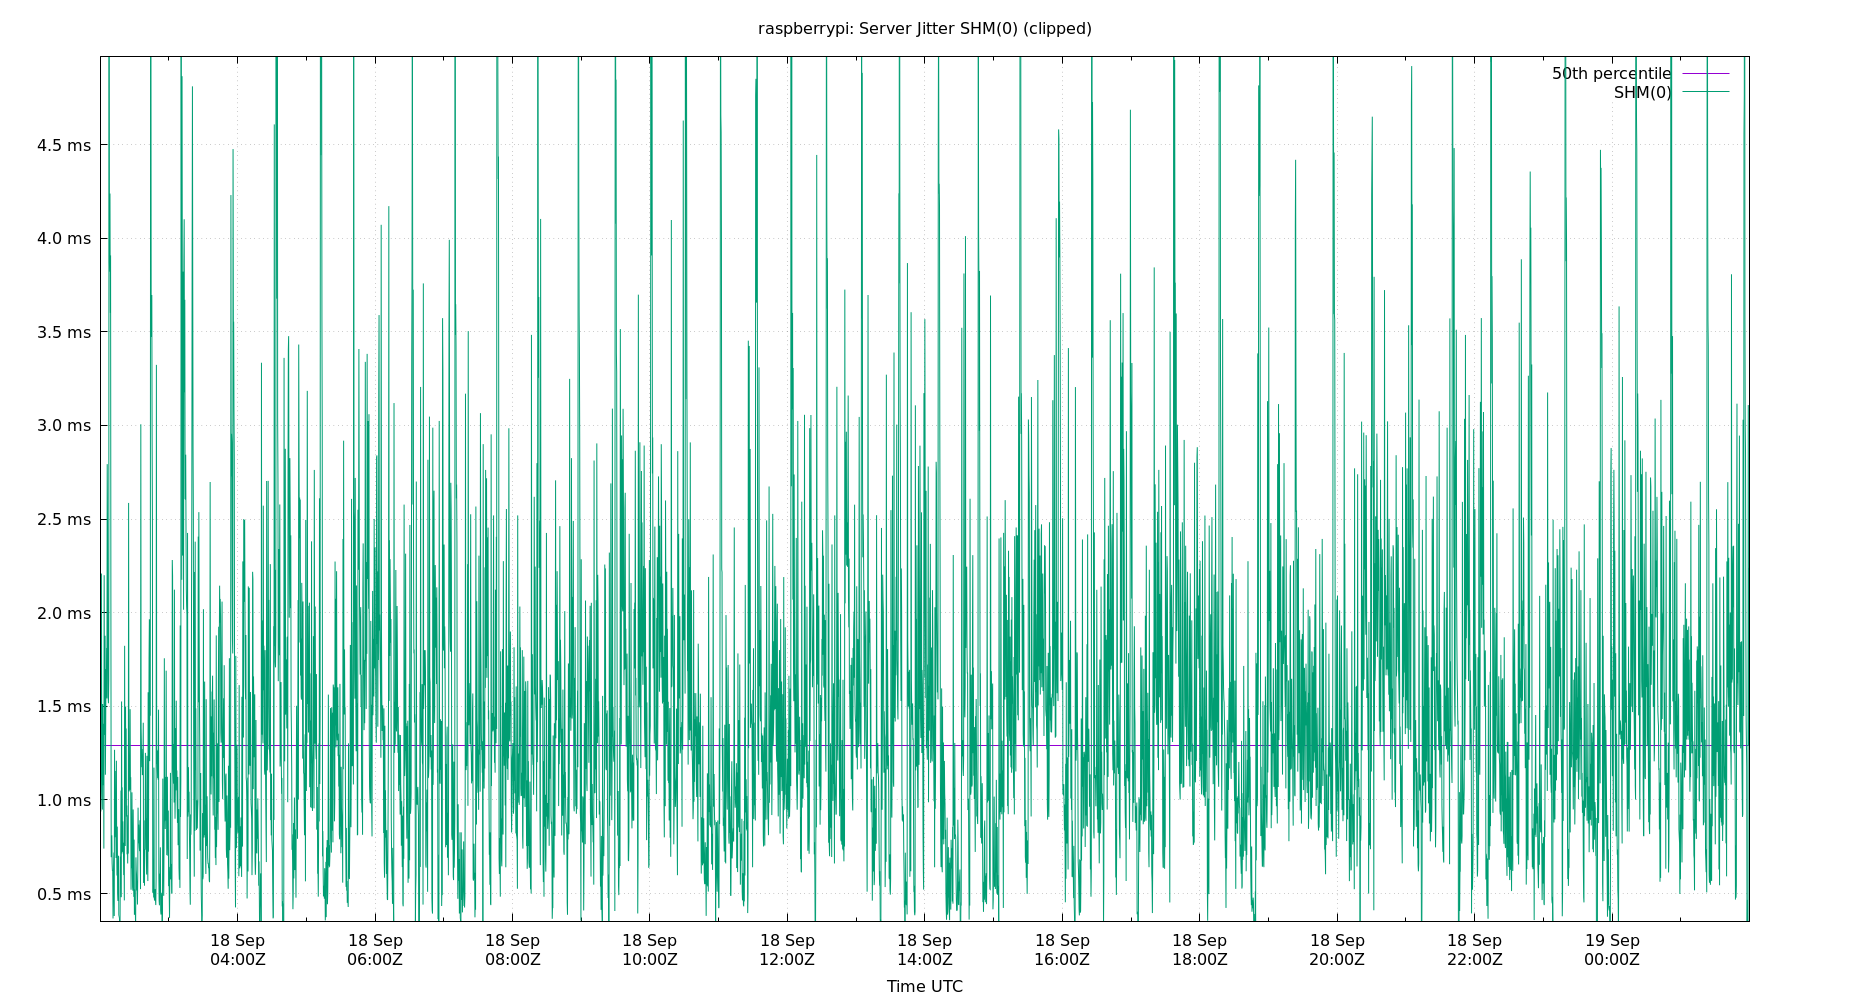 raspberrypi: Server Jitter SHM(0) (clipped)
50th percentile
SHM(0)
4.5 ms
4.0 ms
3.5 ms
3.0 ms
2.5 ms
2.0 ms
1.5 ms
1.0 ms
0.5 ms
18 Sep 18 Sep 18 Sep 18 Sep 18 Sep 18 Sep 18 Sep 18 Sep 18 Sep 18 Sep 19 Sep
04:00Z 06:00Z 08:00Z 10:00Z 12:00Z 14:00Z 16:00Z 18:00Z 20:00Z 22:00Z 00:00Z
Time UTC